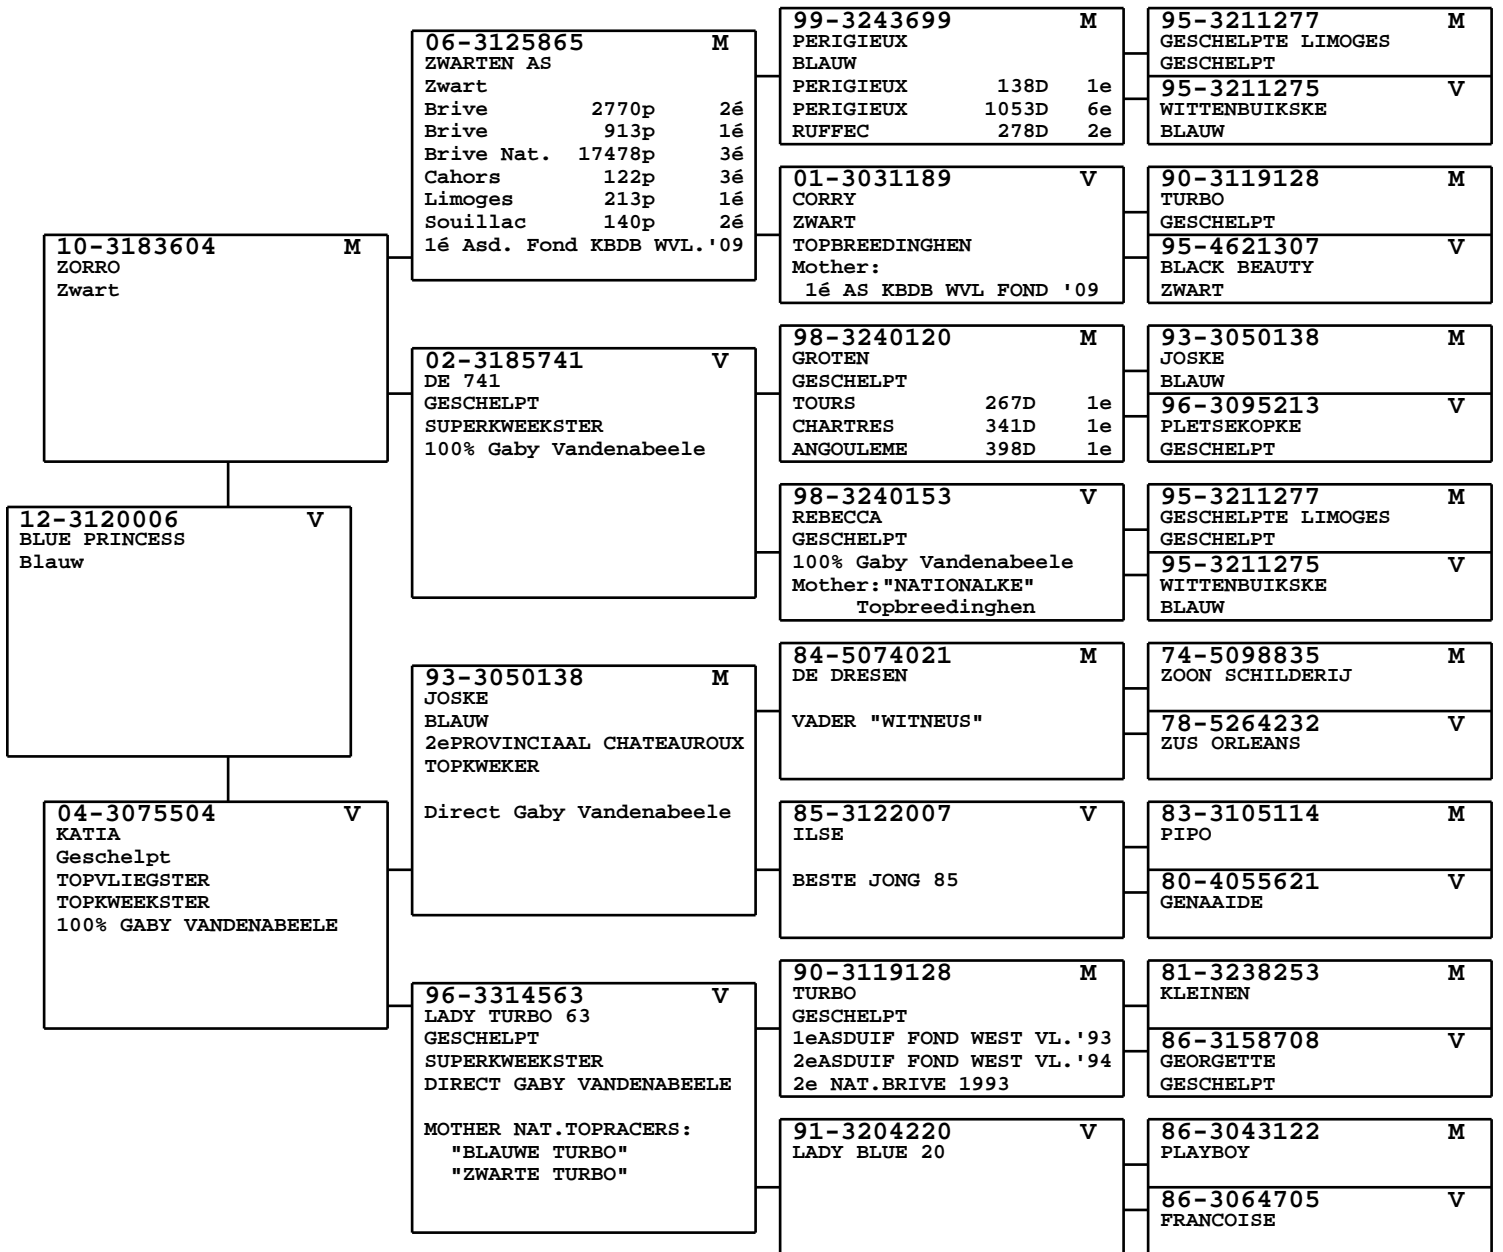 12-3120006 V
BLUE PRINCESS
Blauw
10-3183604 M
ZORRO
Zwart
04-3075504 V
KATIA
Geschelpt
TOPVLIEGSTER
TOPKWEEKSTER
100% GABY VANDENABEELE
06-3125865 M
ZWARTEN AS
Zwart
Brive 2770p 2é
Brive 913p 1é
Brive Nat. 17478p 3é
Cahors 122p 3é
Limoges 213p 1é
Souillac 140p 2é
1é Asd. Fond KBDB WVL.'09
02-3185741 V
DE 741
GESCHELPT
SUPERKWEEKSTER
100% Gaby Vandenabeele
93-3050138 M
JOSKE
BLAUW
2ePROVINCIAAL CHATEAUROUX
TOPKWEKER
Direct Gaby Vandenabeele
96-3314563 V
LADY TURBO 63
GESCHELPT
SUPERKWEEKSTER
DIRECT GABY VANDENABEELE
MOTHER NAT.TOPRACERS:
"BLAUWE TURBO"
"ZWARTE TURBO"
99-3243699 M
PERIGIEUX
BLAUW
PERIGIEUX 138D 1e
PERIGIEUX 1053D 6e
RUFFEC 278D 2e
01-3031189 V
CORRY
ZWART
TOPBREEDINGHEN
Mother:
1é AS KBDB WVL FOND '09
98-3240120 M
GROTEN
GESCHELPT
TOURS 267D 1e
CHARTRES 341D 1e
ANGOULEME 398D 1e
98-3240153 V
REBECCA
GESCHELPT
100% Gaby Vandenabeele
Mother:"NATIONALKE"
Topbreedinghen
84-5074021 M
DE DRESEN
VADER "WITNEUS"
85-3122007 V
ILSE
BESTE JONG 85
90-3119128 M
TURBO
GESCHELPT
1eASDUIF FOND WEST VL.'93
2eASDUIF FOND WEST VL.'94
2e NAT.BRIVE 1993
91-3204220 V
LADY BLUE 20
95-3211277 M
GESCHELPTE LIMOGES
GESCHELPT
95-3211275 V
WITTENBUIKSKE
BLAUW
90-3119128 M
TURBO
GESCHELPT
95-4621307 V
BLACK BEAUTY
ZWART
93-3050138 M
JOSKE
BLAUW
96-3095213 V
PLETSEKOPKE
GESCHELPT
95-3211277 M
GESCHELPTE LIMOGES
GESCHELPT
95-3211275 V
WITTENBUIKSKE
BLAUW
74-5098835 M
ZOON SCHILDERIJ
78-5264232 V
ZUS ORLEANS
83-3105114 M
PIPO
80-4055621 V
GENAAIDE
81-3238253 M
KLEINEN
86-3158708 V
GEORGETTE
GESCHELPT
86-3043122 M
PLAYBOY
86-3064705 V
FRANCOISE